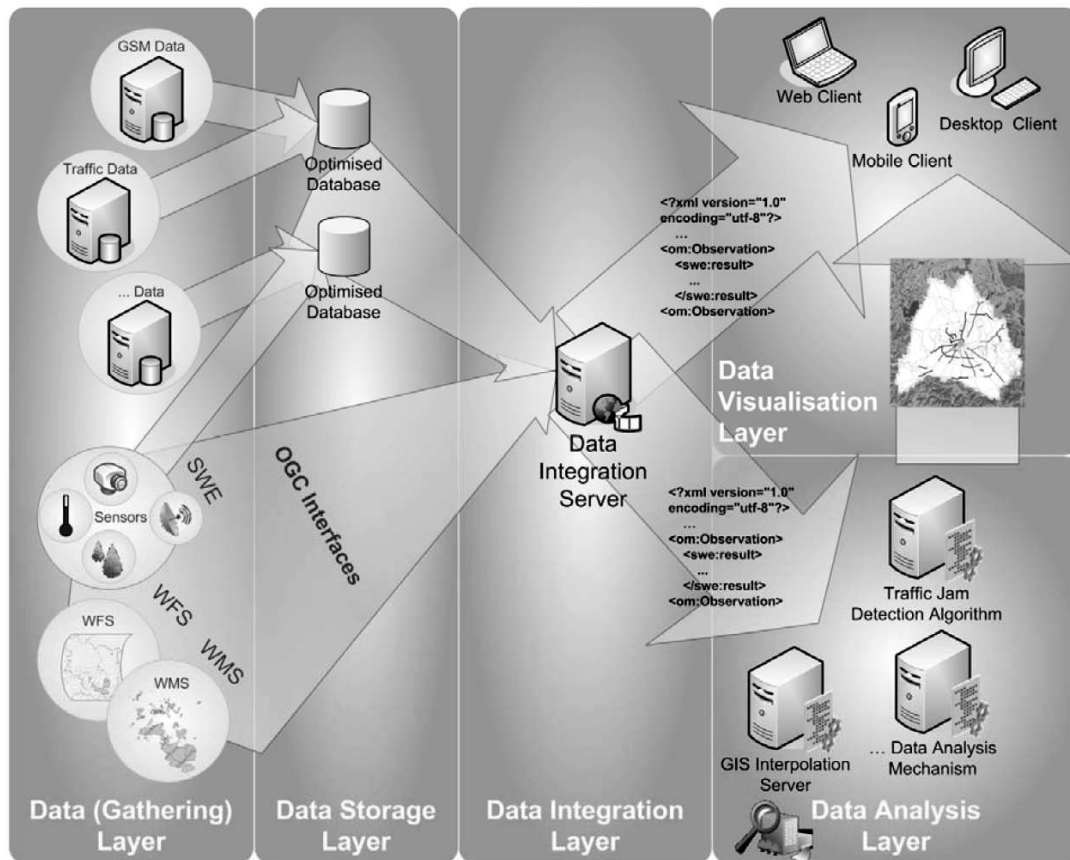 GSM Data
Traffic Data
... Data
Sensors
WFS
WMS
SWE
WFS
WMS
Data (Gathering)
Layer
Optimised
Database
Optimised
Database
OGC Interfaces
Data Storage
Layer
Data
Integration
Server
Data Integration
Layer
Web Client
Mobile Client
Desktop Client
<?xml version="1.0"
encoding="utf-8"?>
...
<om:Observation>
<swe:result>
...
</swe:result>
<om:Observation>
Data
Visualisation
Layer
<?xml version="1.0"
encoding="utf-8"?>
...
<om:Observation>
<swe:result>
...
</swe:result>
<om:Observation>
Traffic Jam
Detection Algorithm
GIS Interpolation
Server
... Data Analysis
Mechanism
Data Analysis
Layer